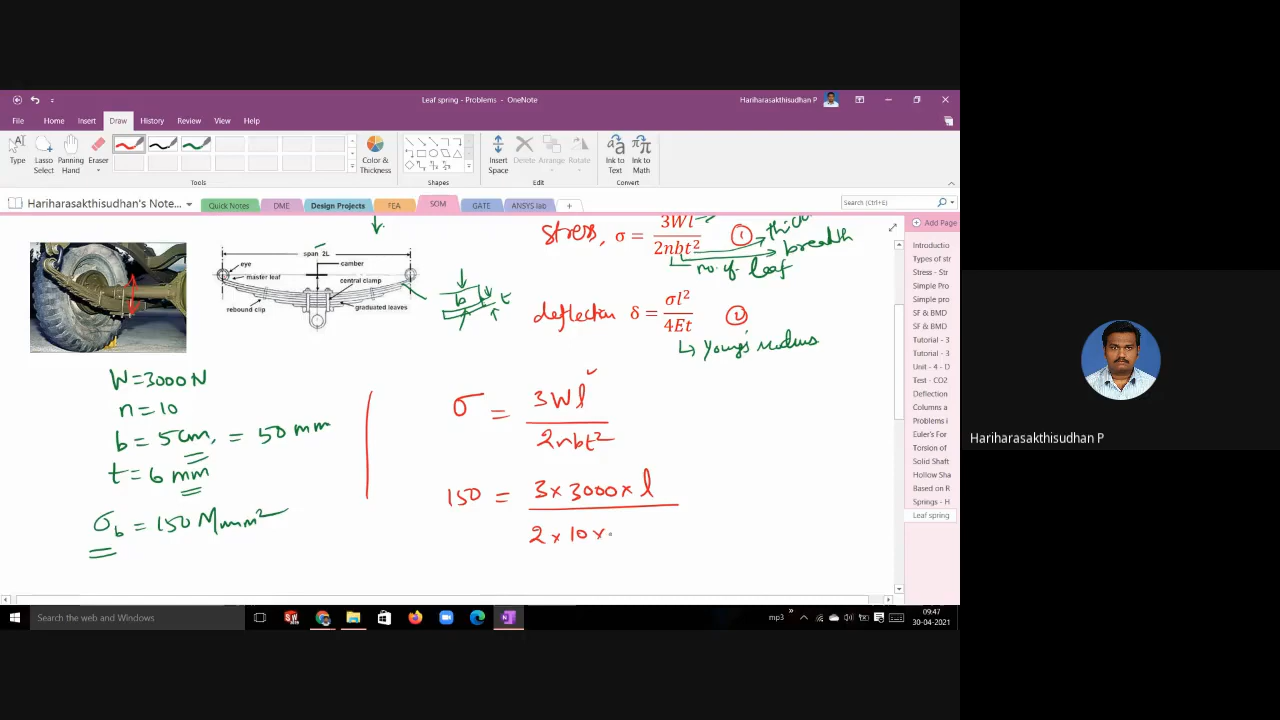 Leaf spring - Problems - OneNote
Hariharasakthisudhan P
File Home Insert Draw History Review View Help
Type
Lasso Select
Panning Hand
Eraser
Color & Thickness
Insert Space
Delete
Arrange
Rotate
Ink to Text
Ink to Math
Tools
Shapes
Edit
Convert
Hariharasakthisudhan's Note...
Quick Notes
DME
Design Projects
FEA
SOM
GATE
ANSYS lab
Search (Ctrl+E)
Add Page
Introductio
Types of str
Stress - Str
Simple Pro
Simple pro
SF & BMD
SF & BMD
Tutorial - 3
Tutorial - 3
Unit - 4 - D
Test - CO2
Deflection
Columns a
Problems i
Euler's For
Torsion of
Solid Shaft
Hollow Sha
Based on R
Springs - H
Leaf spring
span 2L
eye
camber
master leaf
central clamp
rebound clip
graduated leaves
b
t
stress, σ = 3Wl / 2nbt² ①
breadth
no. of leaf
deflection δ = σl² / 4Et ②
W = 3000 N
n = 10
b = 5 cm, = 50 mm
t = 6 mm
σ = 3Wl / 2nbt²
150 = 3 × 3000 × l / 2 × 10 ×
Search the web and Windows
mp3
09:47
30-04-2021
Hariharasakthisudhan P